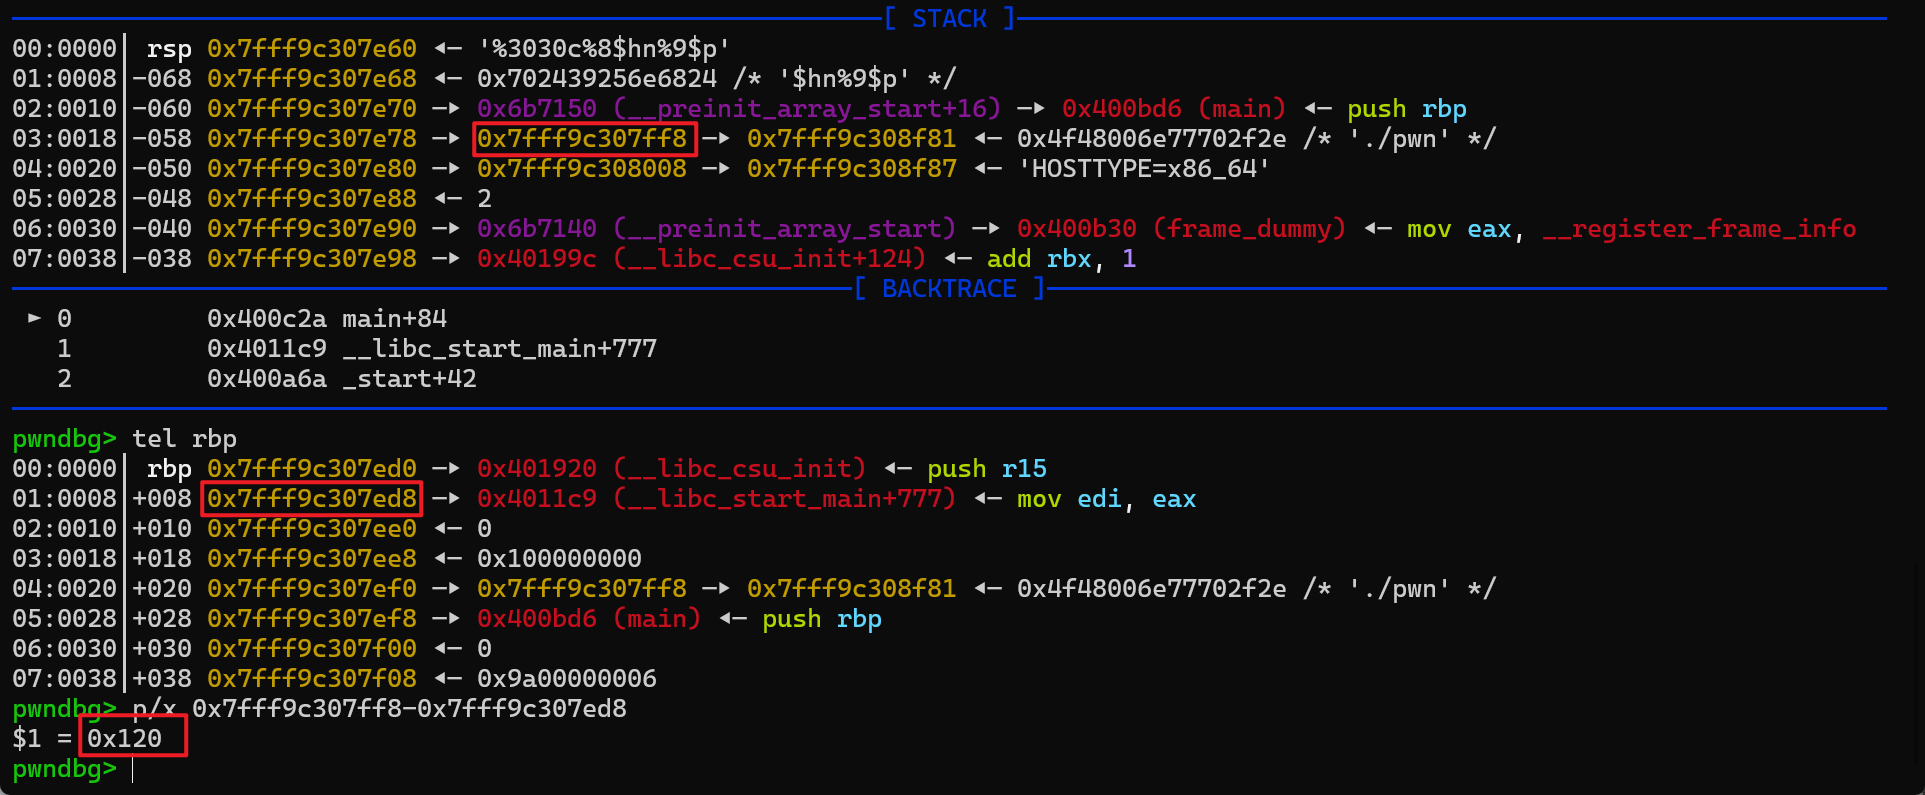 [ STACK ]
00:0000│ rsp 0x7fff9c307e60 ◂— '%3030c%8$hn%9$p'
01:0008│-068 0x7fff9c307e68 ◂— 0x702439256e6824 /* '$hn%9$p' */
02:0010│-060 0x7fff9c307e70 —▸ 0x6b7150 (__preinit_array_start+16) —▸ 0x400bd6 (main) ◂— push rbp
03:0018│-058 0x7fff9c307e78 —▸ 0x7fff9c307ff8 —▸ 0x7fff9c308f81 ◂— 0x4f48006e77702f2e /* './pwn' */
04:0020│-050 0x7fff9c307e80 —▸ 0x7fff9c308008 —▸ 0x7fff9c308f87 ◂— 'HOSTTYPE=x86_64'
05:0028│-048 0x7fff9c307e88 ◂— 2
06:0030│-040 0x7fff9c307e90 —▸ 0x6b7140 (__preinit_array_start) —▸ 0x400b30 (frame_dummy) ◂— mov eax, __register_frame_info
07:0038│-038 0x7fff9c307e98 —▸ 0x40199c (__libc_csu_init+124) ◂— add rbx, 1
[ BACKTRACE ]
► 0 0x400c2a main+84
1 0x4011c9 __libc_start_main+777
2 0x400a6a _start+42
pwndbg> tel rbp
00:0000│ rbp 0x7fff9c307ed0 —▸ 0x401920 (__libc_csu_init) ◂— push r15
01:0008│+008 0x7fff9c307ed8 —▸ 0x4011c9 (__libc_start_main+777) ◂— mov edi, eax
02:0010│+010 0x7fff9c307ee0 ◂— 0
03:0018│+018 0x7fff9c307ee8 ◂— 0x100000000
04:0020│+020 0x7fff9c307ef0 —▸ 0x7fff9c307ff8 —▸ 0x7fff9c308f81 ◂— 0x4f48006e77702f2e /* './pwn' */
05:0028│+028 0x7fff9c307ef8 —▸ 0x400bd6 (main) ◂— push rbp
06:0030│+030 0x7fff9c307f00 ◂— 0
07:0038│+038 0x7fff9c307f08 ◂— 0x9a00000006
pwndbg> p/x 0x7fff9c307ff8-0x7fff9c307ed8
$1 = 0x120
pwndbg>